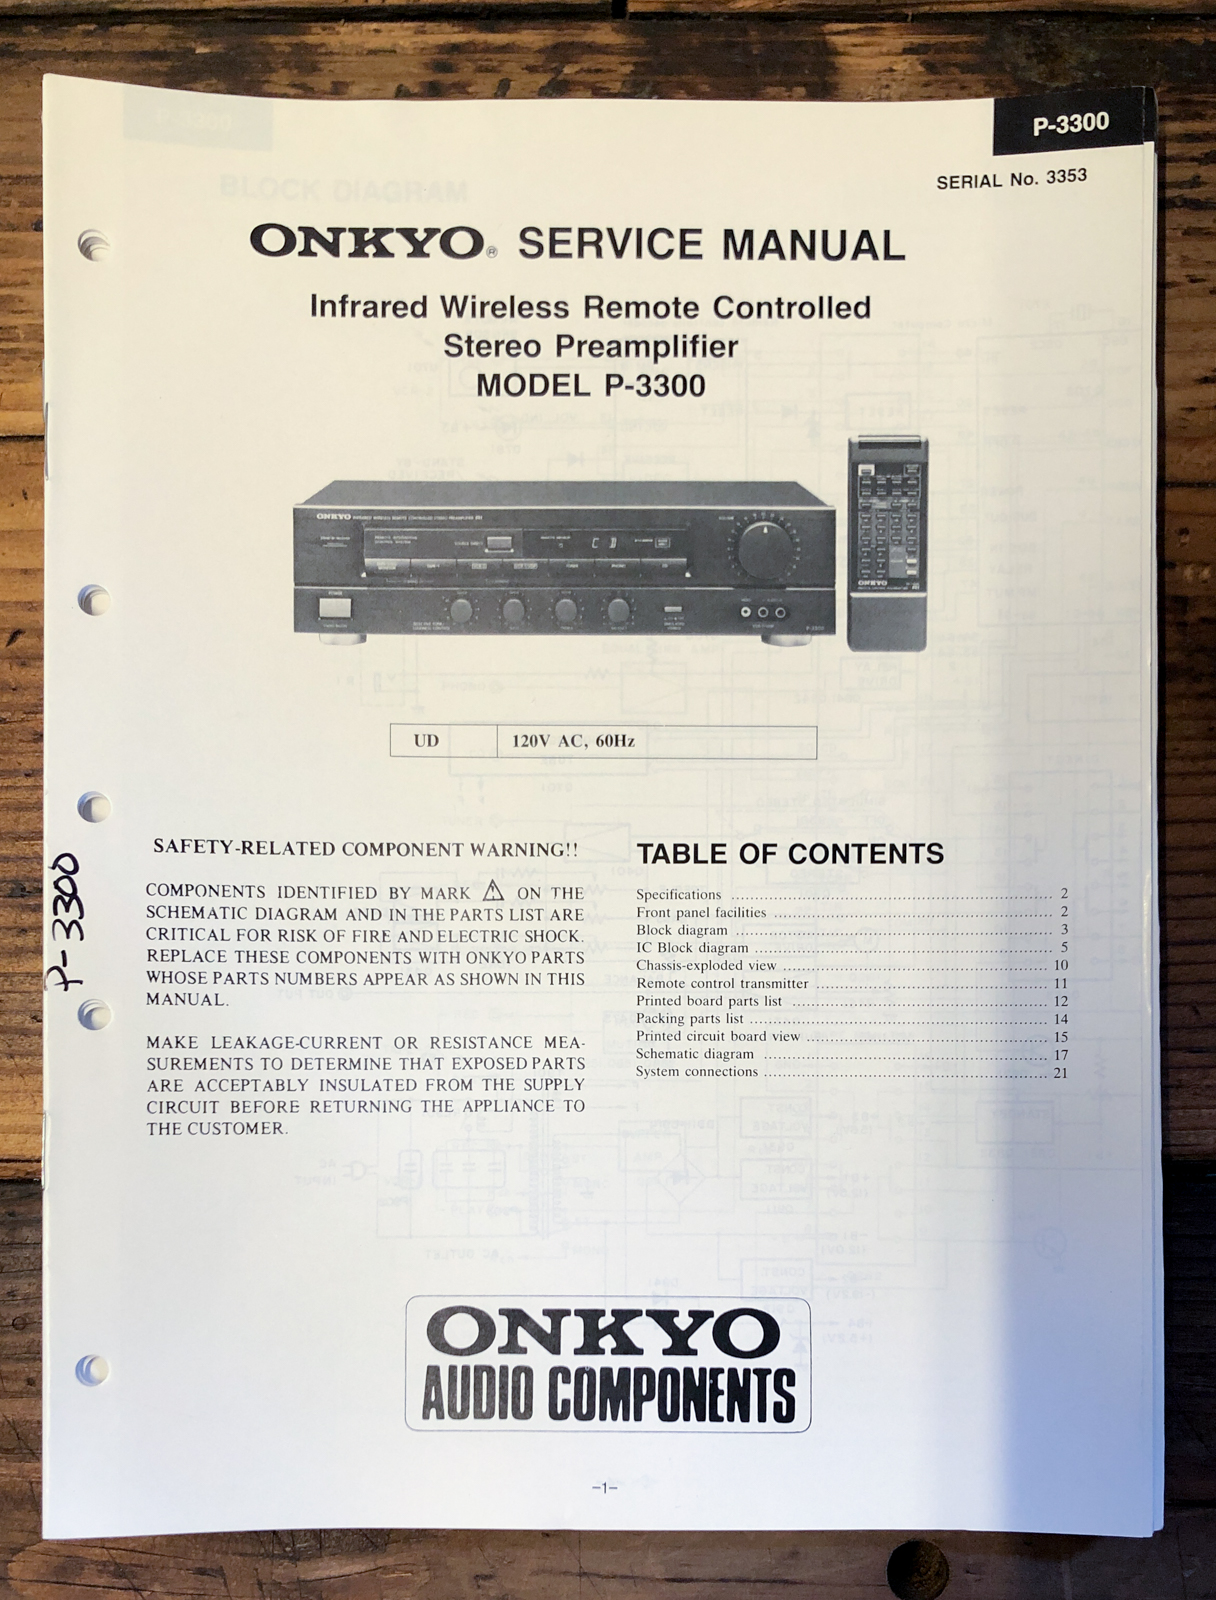 P-3300
SERIAL No. 3353
BLOCK DIAGRAM
ONKYO® SERVICE MANUAL
Infrared Wireless Remote Controlled
Stereo Preamplifier
MODEL P-3300
ONKYO
CD
ONKYO
P-3300
UD 120V AC, 60Hz
SAFETY-RELATED COMPONENT WARNING!!
COMPONENTS IDENTIFIED BY MARK ⚠ ON THE
SCHEMATIC DIAGRAM AND IN THE PARTS LIST ARE
CRITICAL FOR RISK OF FIRE AND ELECTRIC SHOCK.
REPLACE THESE COMPONENTS WITH ONKYO PARTS
WHOSE PARTS NUMBERS APPEAR AS SHOWN IN THIS
MANUAL.
MAKE LEAKAGE-CURRENT OR RESISTANCE MEA-
SUREMENTS TO DETERMINE THAT EXPOSED PARTS
ARE ACCEPTABLY INSULATED FROM THE SUPPLY
CIRCUIT BEFORE RETURNING THE APPLIANCE TO
THE CUSTOMER.
TABLE OF CONTENTS
Specifications ........ 2
Front panel facilities ........ 2
Block diagram ........ 3
IC Block diagram ........ 5
Chassis-exploded view ........ 10
Remote control transmitter ........ 11
Printed board parts list ........ 12
Packing parts list ........ 14
Printed circuit board view ........ 15
Schematic diagram ........ 17
System connections ........ 21
P-3300
ONKYO
AUDIO COMPONENTS
–1–